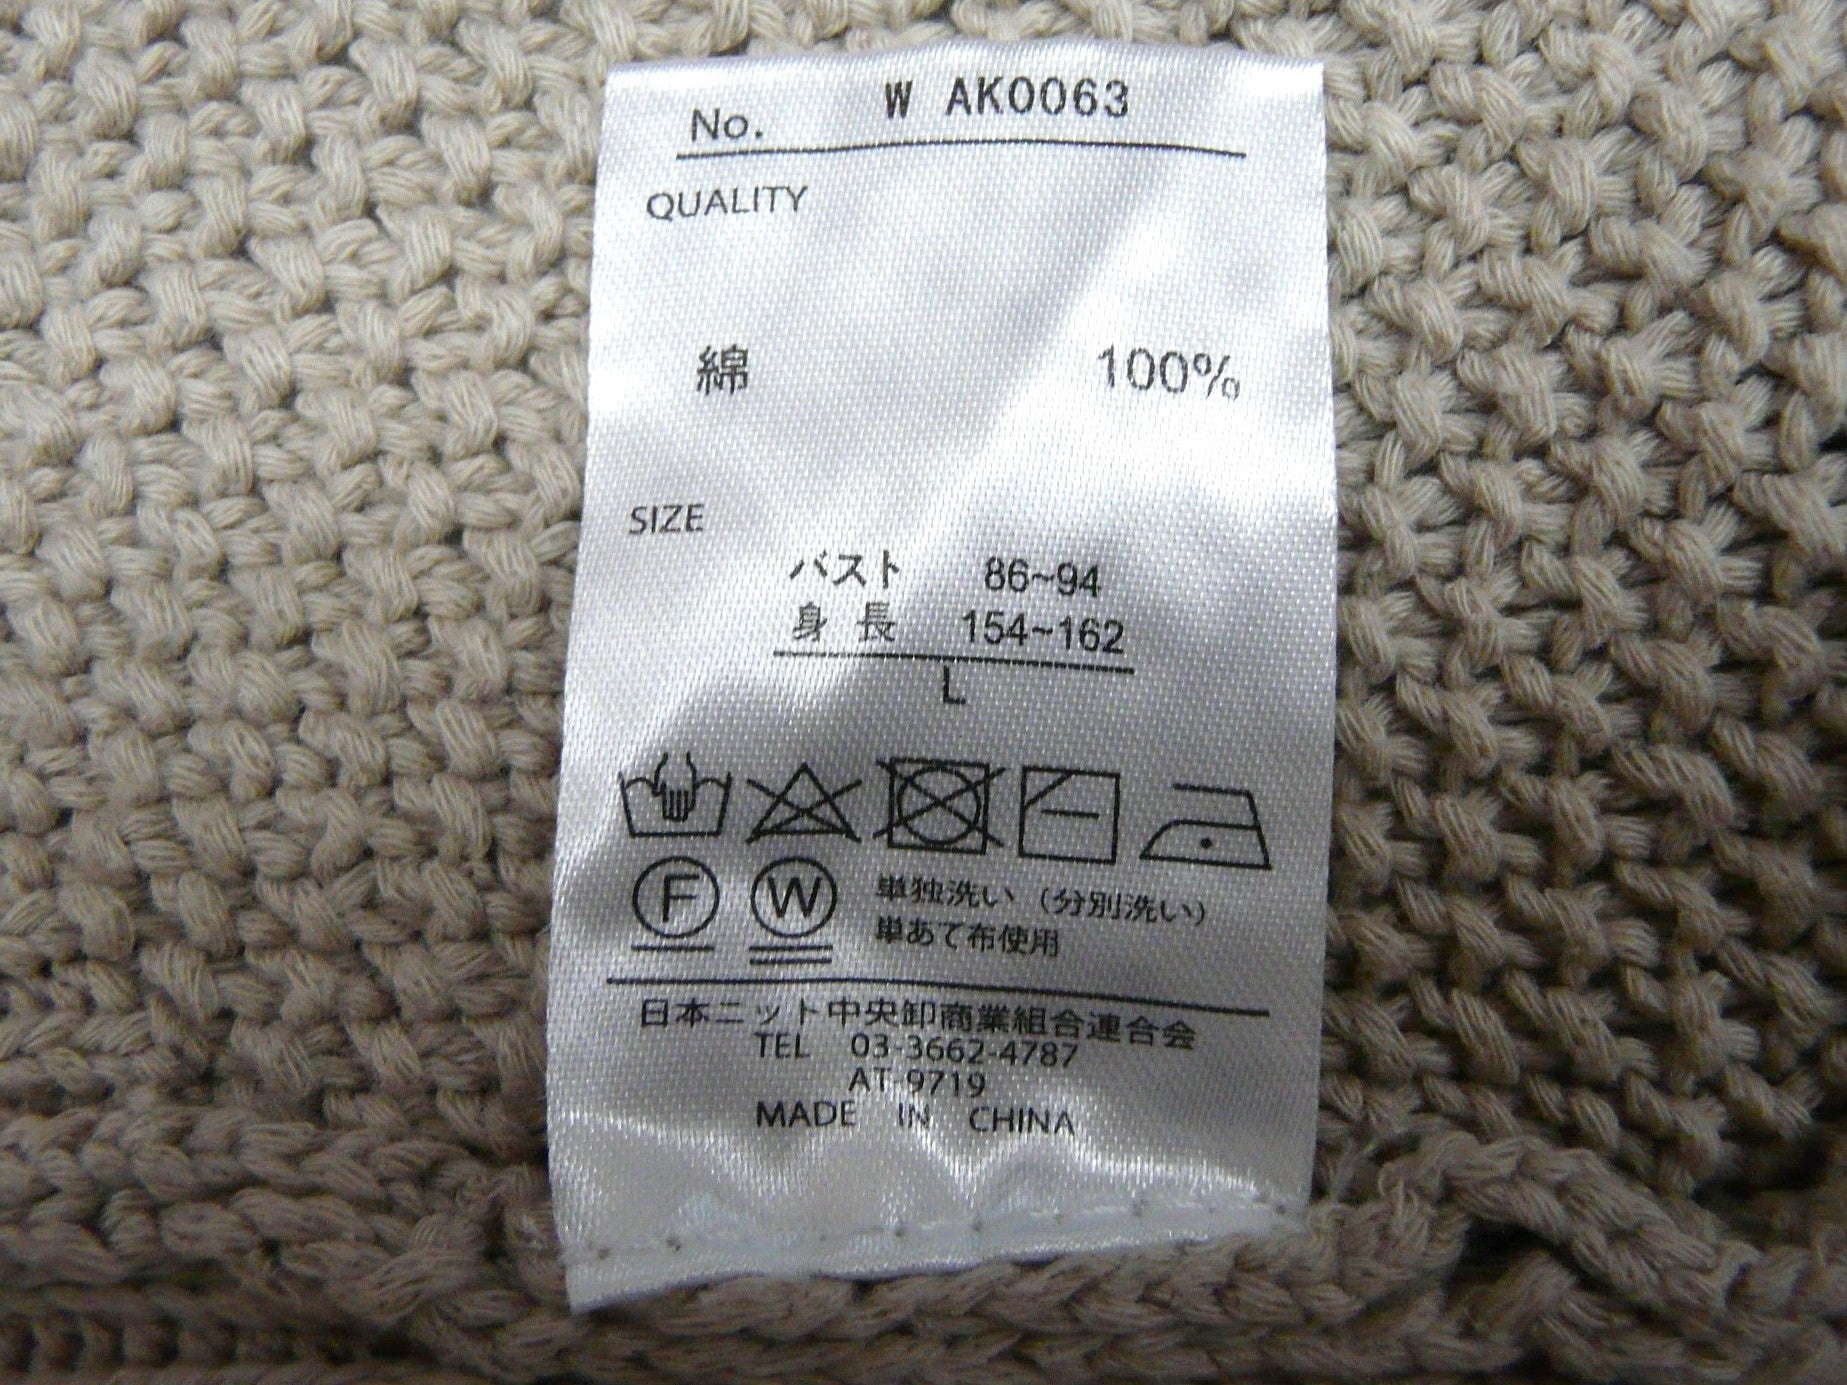 No. W AK0063
QUALITY
綿 100%
SIZE
バスト 86~94
身長 154~162
L
F W 単独洗い（分別洗い）
単あて布使用
日本ニット中央卸商業組合連合会
TEL 03-3662-4787
AT-9719
MADE IN CHINA